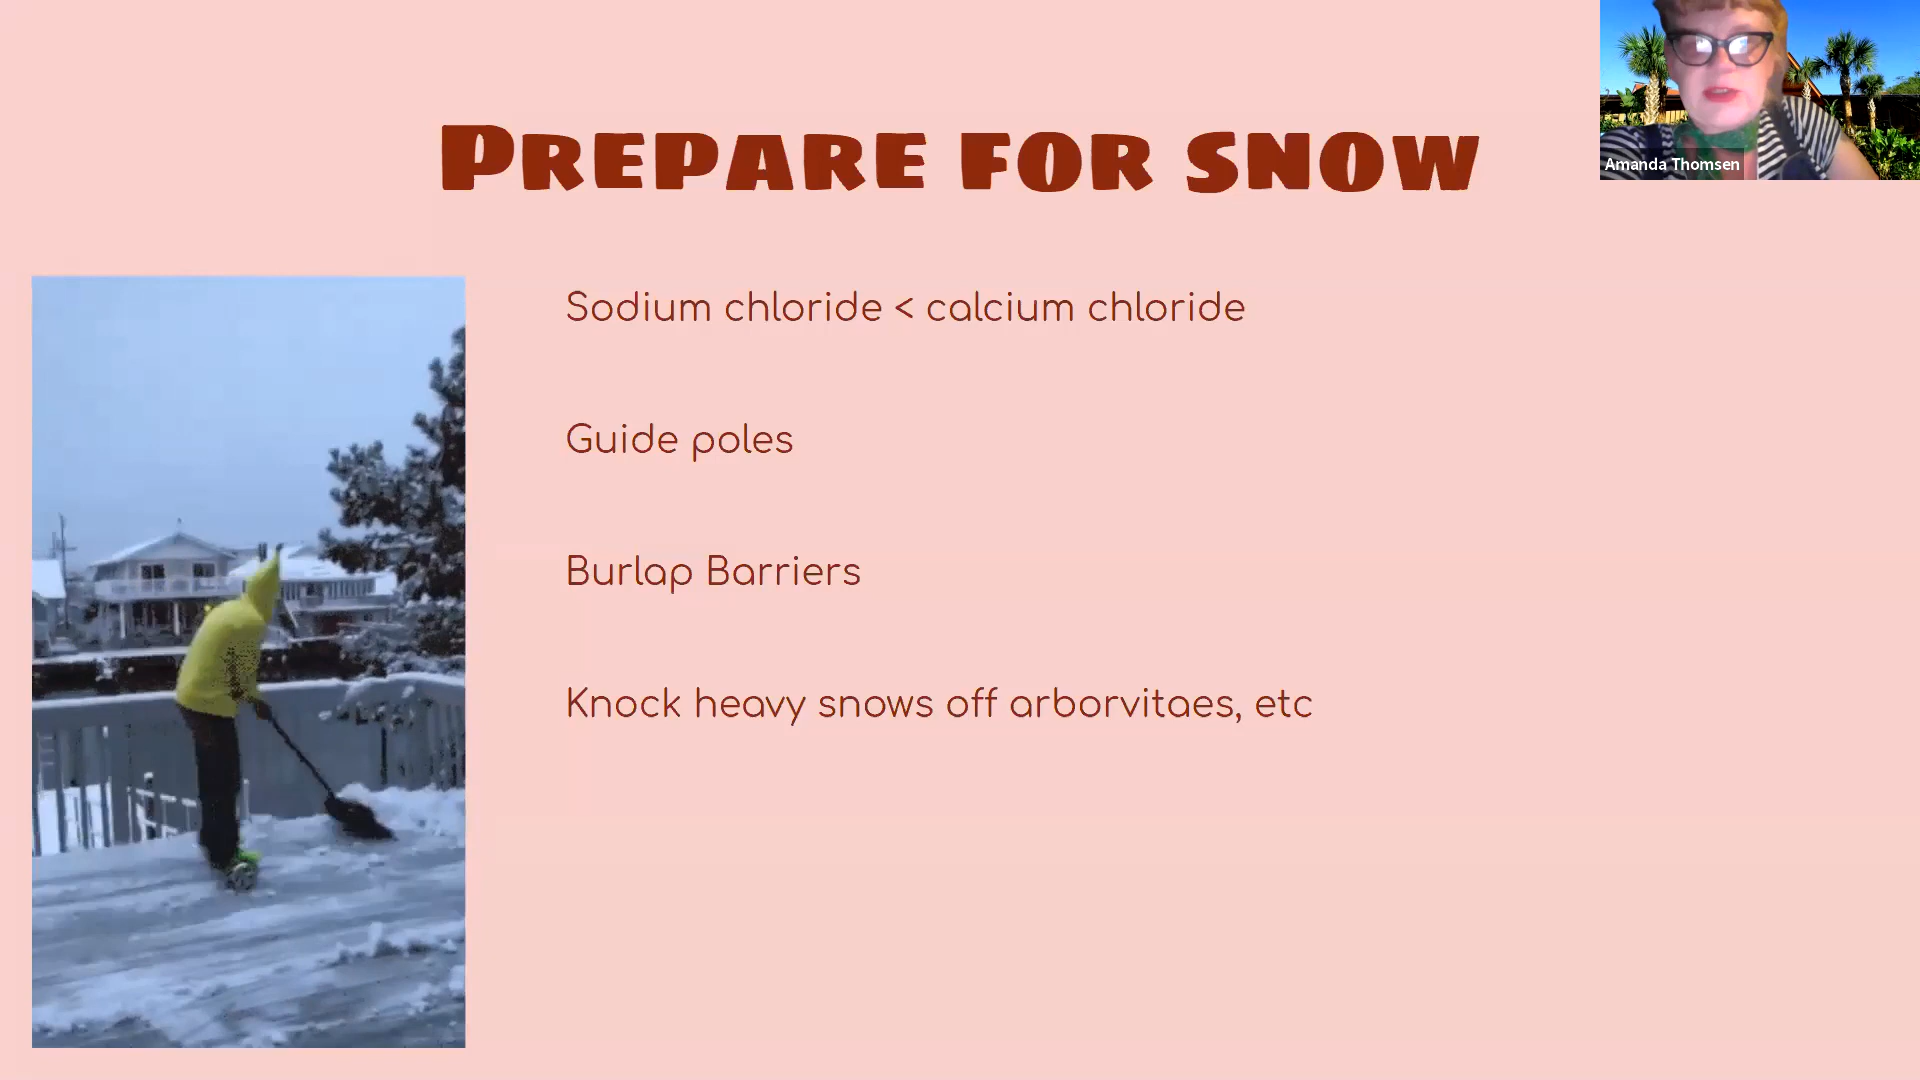 Prepare for snow
Amanda Thomsen
Sodium chloride < calcium chloride
Guide poles
Burlap Barriers
Knock heavy snows off arborvitaes, etc